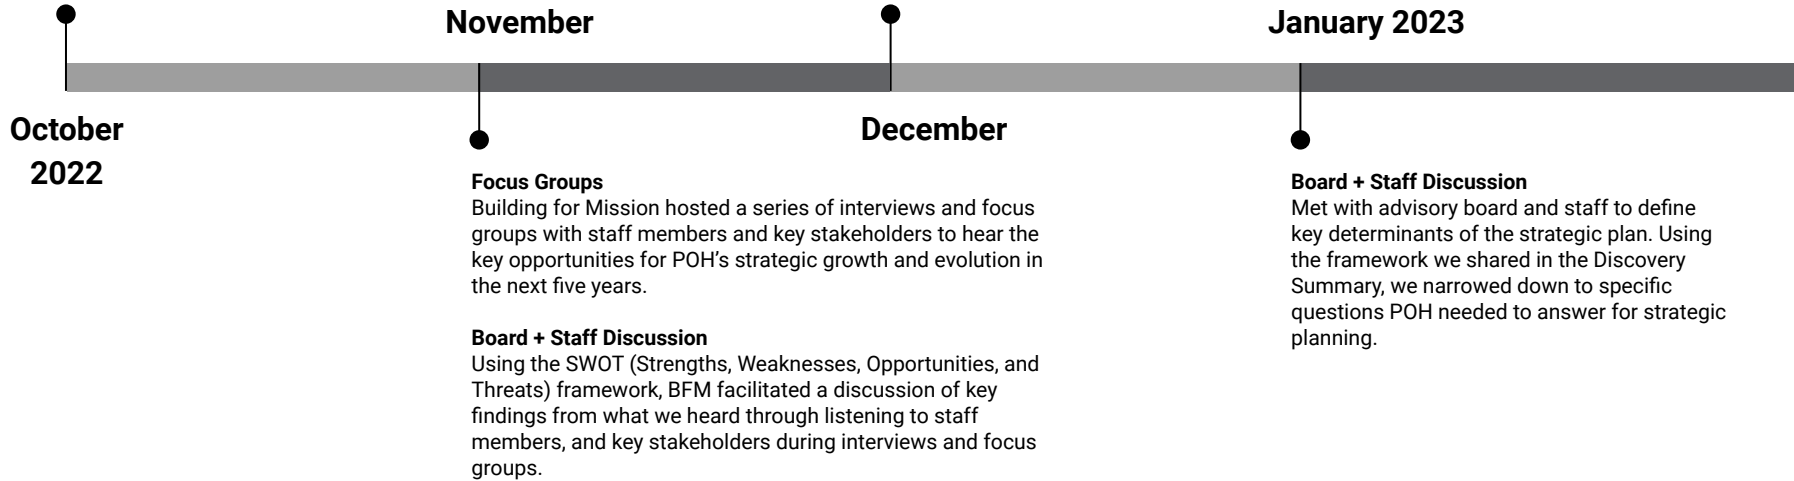 November
January 2023
October
2022
December
Focus Groups
Building for Mission hosted a series of interviews and focus
groups with staff members and key stakeholders to hear the
key opportunities for POH’s strategic growth and evolution in
the next five years.
Board + Staff Discussion
Using the SWOT (Strengths, Weaknesses, Opportunities, and
Threats) framework, BFM facilitated a discussion of key
findings from what we heard through listening to staff
members, and key stakeholders during interviews and focus
groups.
Board + Staff Discussion
Met with advisory board and staff to define
key determinants of the strategic plan. Using
the framework we shared in the Discovery
Summary, we narrowed down to specific
questions POH needed to answer for strategic
planning.